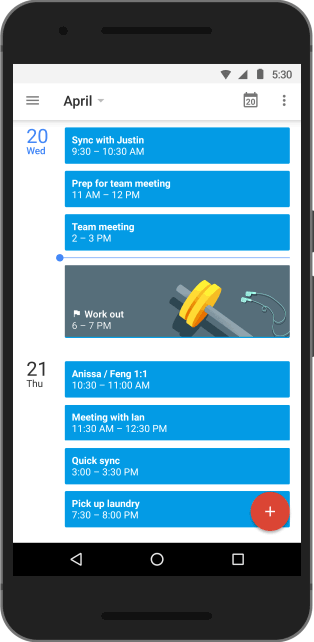 5:30
April
20
20
Wed
Sync with Justin
9:30 – 10:30 AM
Prep for team meeting
11 AM – 12 PM
Team meeting
2 – 3 PM
Work out
6 – 7 PM
21
Thu
Anissa / Feng 1:1
10:30 – 11:00 AM
Meeting with Ian
11:30 AM – 12:30 PM
Quick sync
3:00 – 3:30 PM
Pick up laundry
7:30 – 8:00 PM